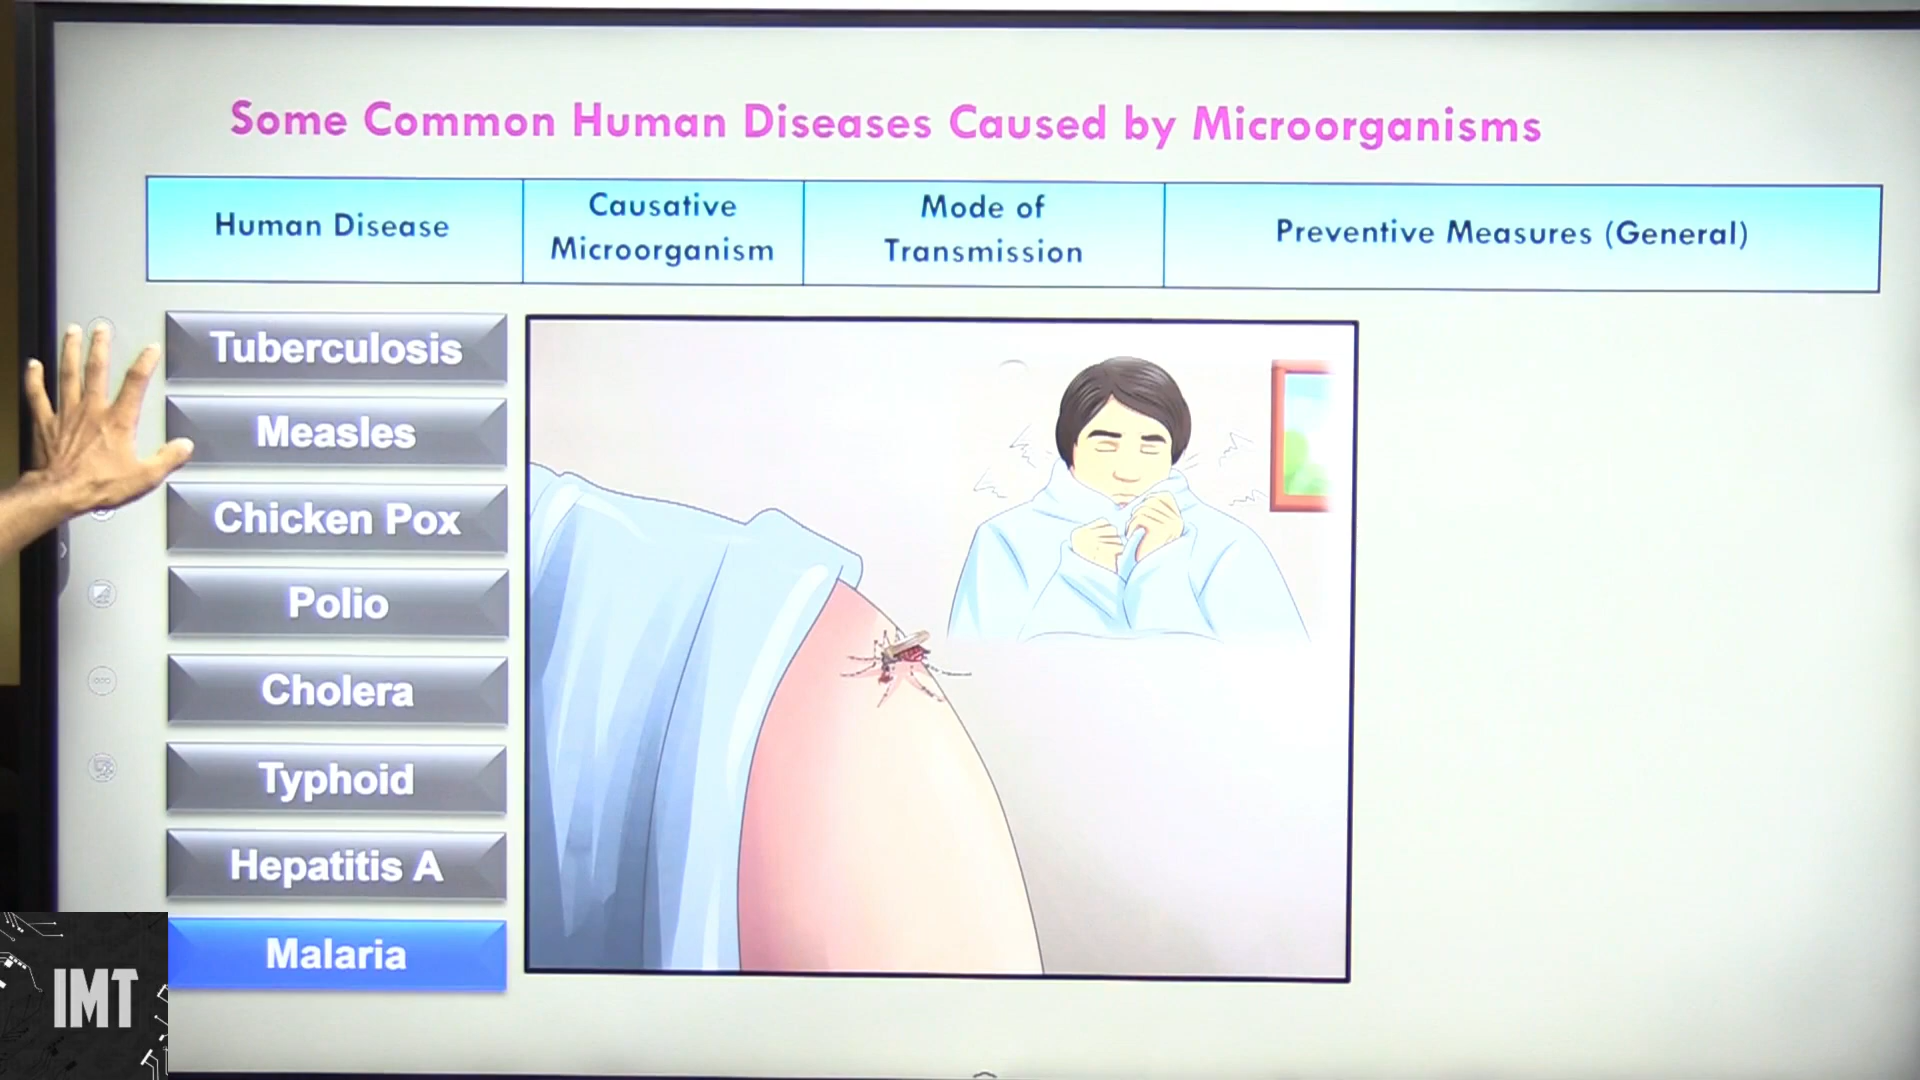 Some Common Human Diseases Caused by Microorganisms
Human Disease
Causative
Microorganism
Mode of
Transmission
Preventive Measures (General)
Tuberculosis
Measles
Chicken Pox
Polio
Cholera
Typhoid
Hepatitis A
Malaria
IMT